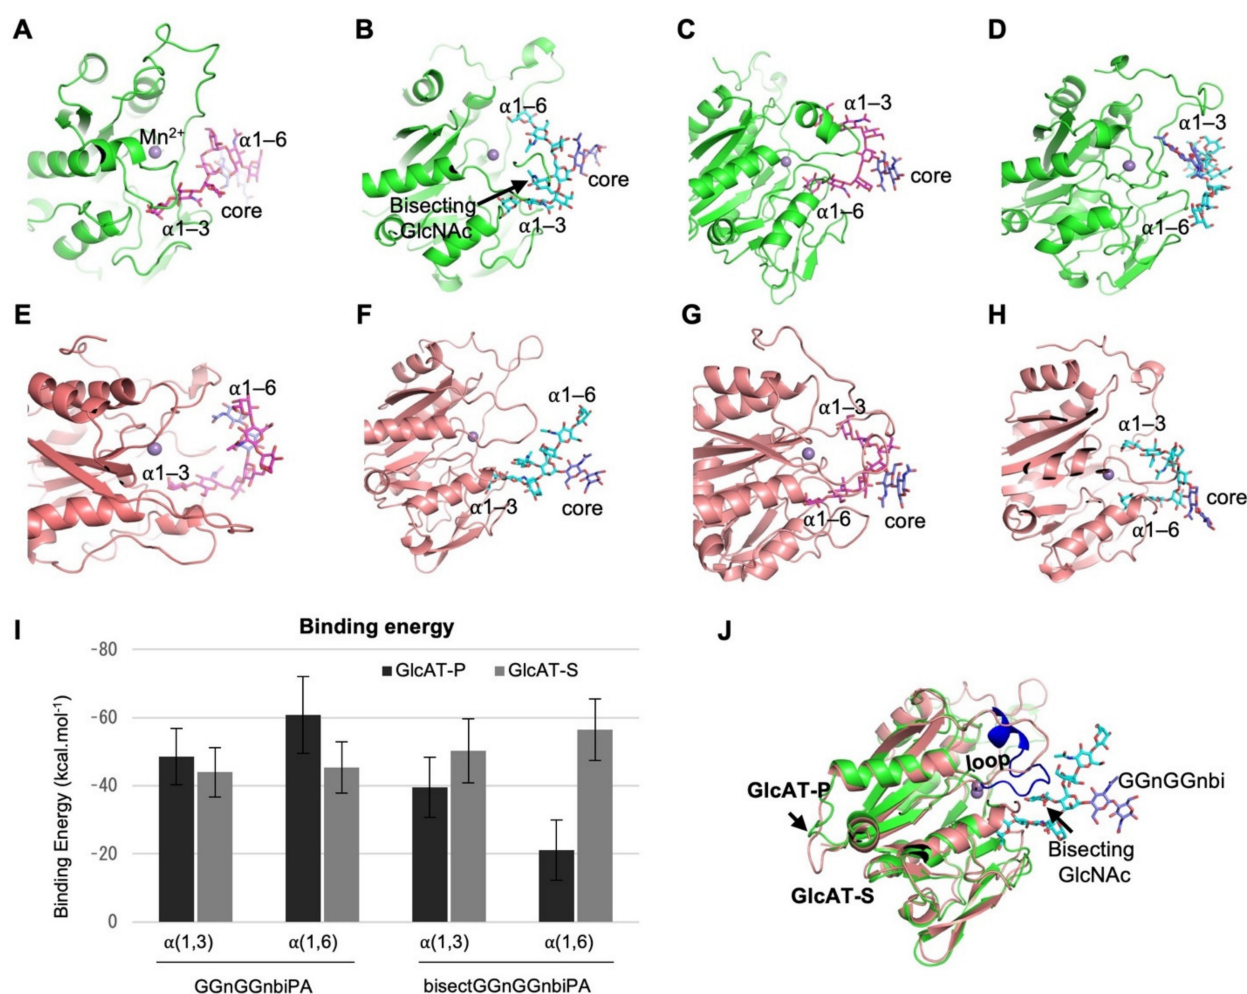 A
Mn²⁺
α1–6
core
α1–3
B
α1–6
core
Bisecting
GlcNAc
α1–3
C
α1–3
core
α1–6
D
α1–3
α1–6
E
α1–6
α1–3
F
α1–6
α1–3
core
G
α1–3
α1–6
core
H
α1–3
core
α1–6
I
Binding energy
Binding Energy (kcal.mol⁻¹)
-80
-60
-40
-20
0
GlcAT-P
GlcAT-S
α(1,3)
α(1,6)
α(1,3)
α(1,6)
GGnGGnbiPA
bisectGGnGGnbiPA
J
loop
GlcAT-P
GGnGGnbi
Bisecting
GlcNAc
GlcAT-S